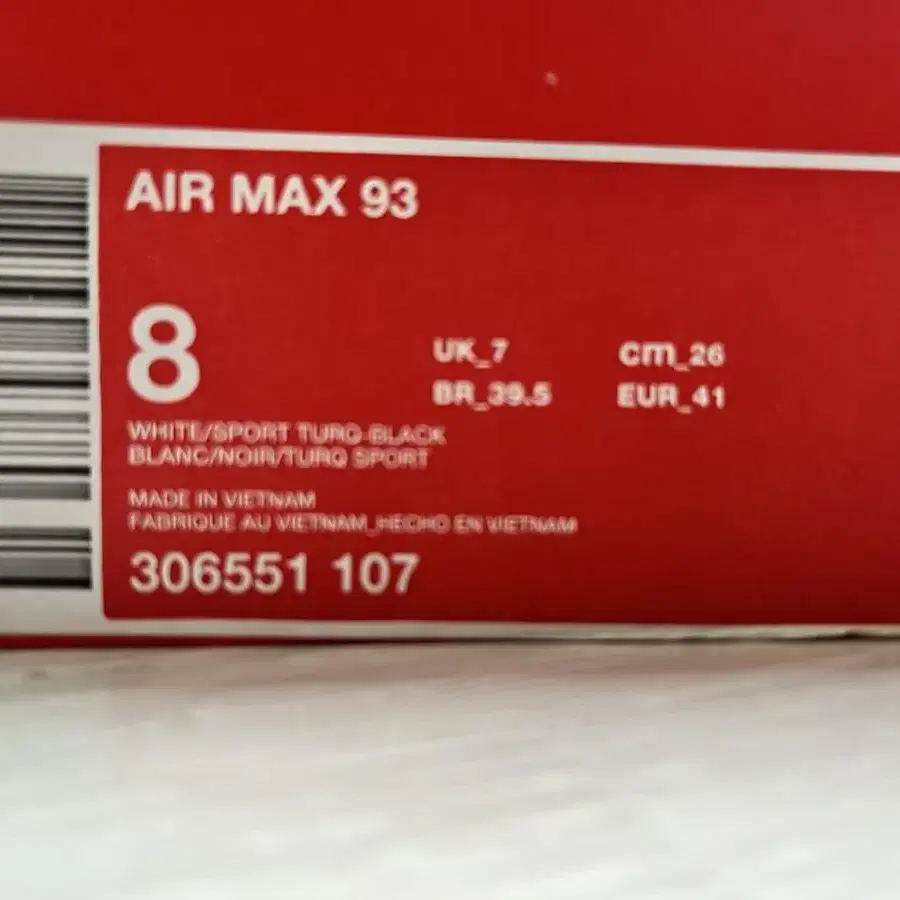 AIR MAX 93
8
UK_7 CM_26
BR_39.5 EUR_41
WHITE/SPORT TURQ-BLACK
BLANC/NOIR/TURQ SPORT
MADE IN VIETNAM
FABRIQUE AU VIETNAM_HECHO EN VIETNAM
306551 107